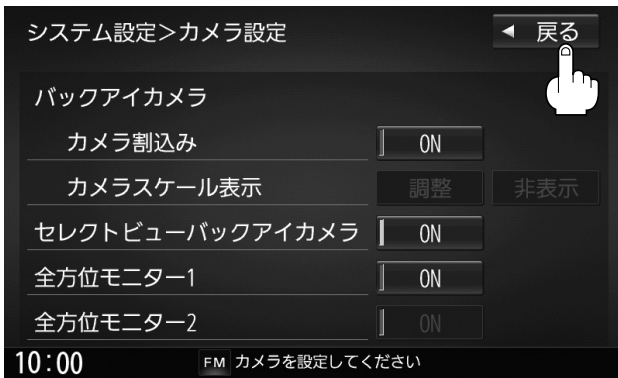 システム設定>カメラ設定 ◀ 戻る
バックアイカメラ
カメラ割込み ON
カメラスケール表示 調整 非表示
セレクトビューバックアイカメラ ON
全方位モニター1 ON
全方位モニター2 ON
10:00 FM カメラを設定してください